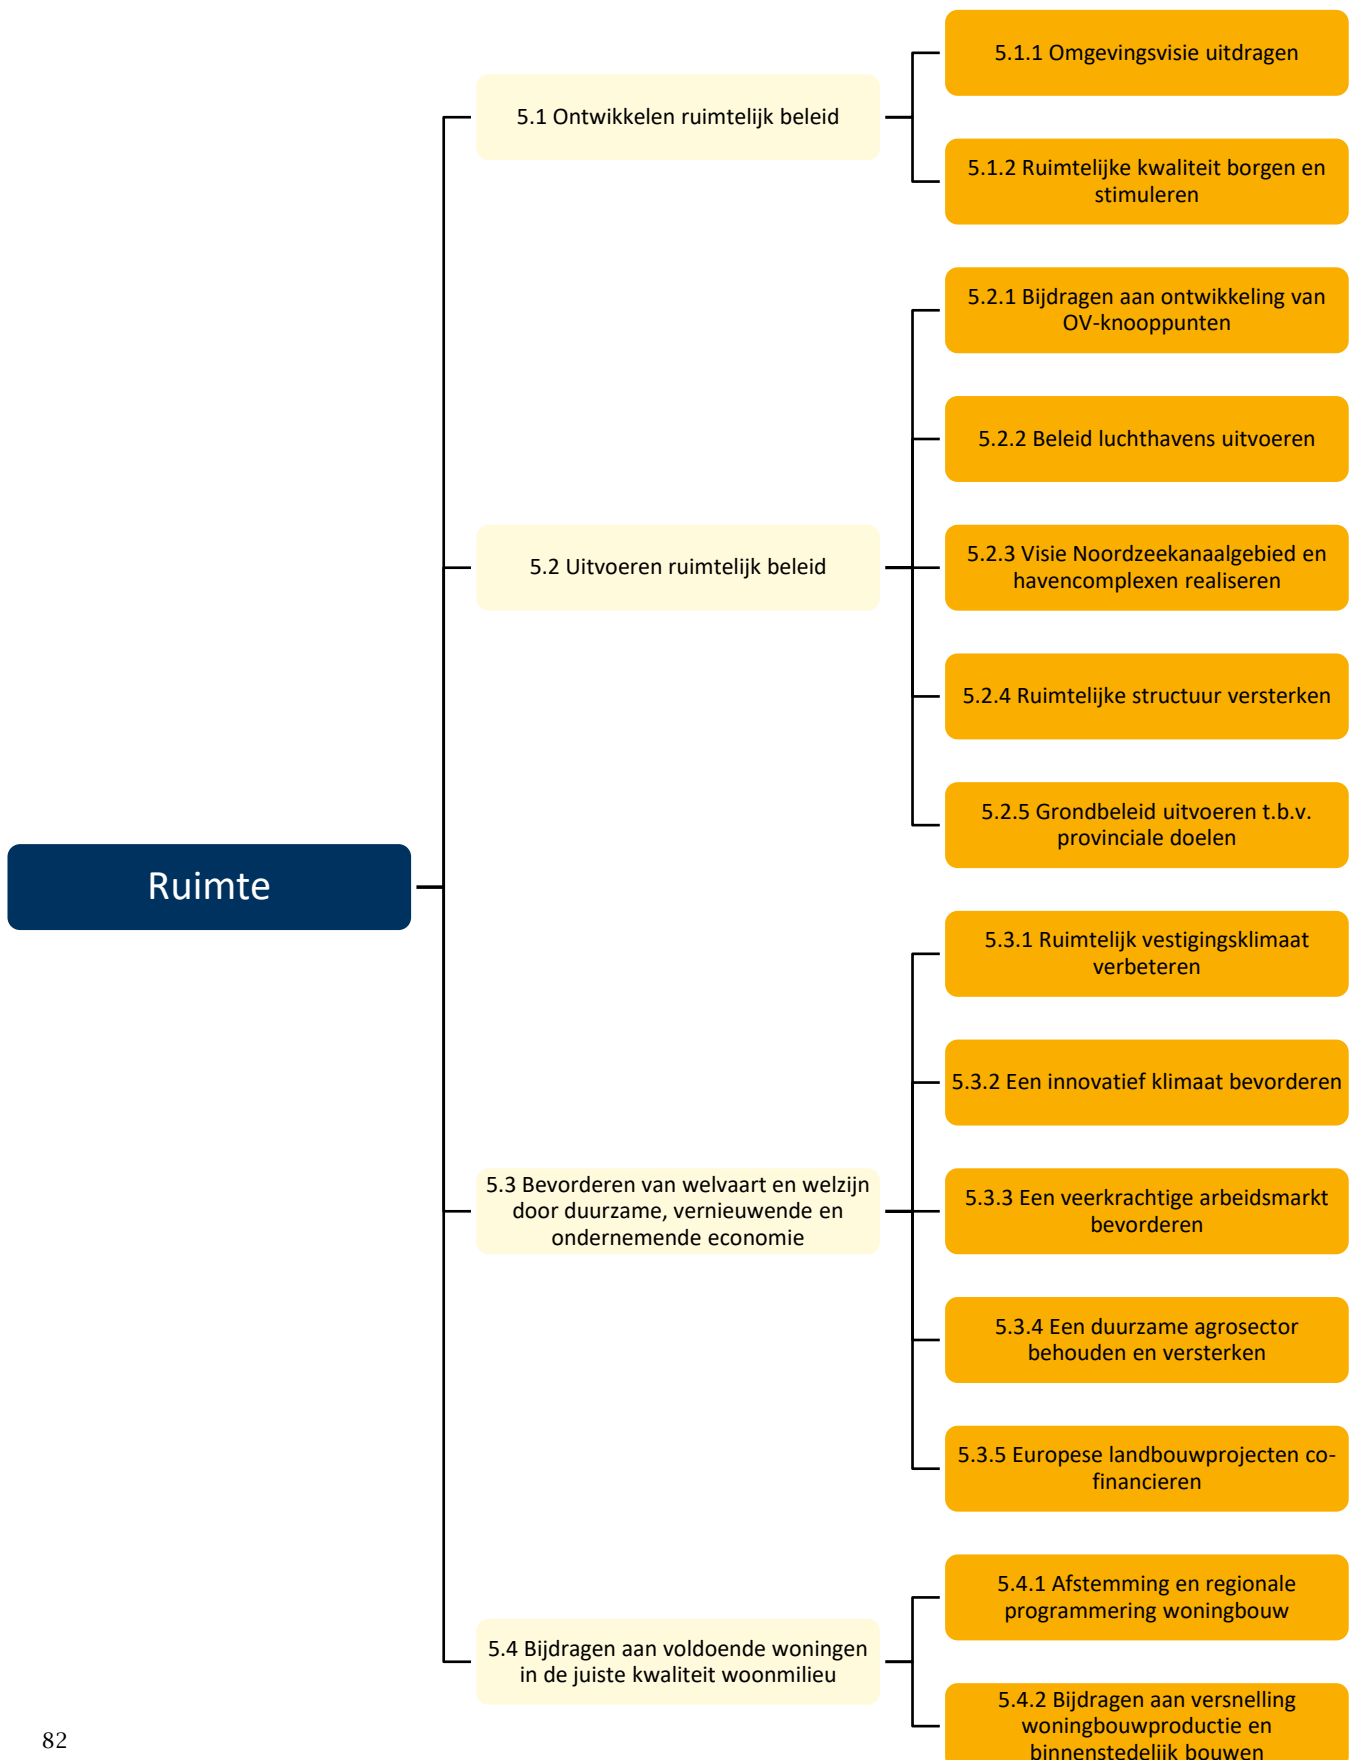 Ruimte
5.1 Ontwikkelen ruimtelijk beleid
5.1.1 Omgevingsvisie uitdragen
5.1.2 Ruimtelijke kwaliteit borgen en
stimuleren
5.2 Uitvoeren ruimtelijk beleid
5.2.1 Bijdragen aan ontwikkeling van
OV-knooppunten
5.2.2 Beleid luchthavens uitvoeren
5.2.3 Visie Noordzeekanaalgebied en
havencomplexen realiseren
5.2.4 Ruimtelijke structuur versterken
5.2.5 Grondbeleid uitvoeren t.b.v.
provinciale doelen
5.3 Bevorderen van welvaart en welzijn
door duurzame, vernieuwende en
ondernemende economie
5.3.1 Ruimtelijk vestigingsklimaat
verbeteren
5.3.2 Een innovatief klimaat bevorderen
5.3.3 Een veerkrachtige arbeidsmarkt
bevorderen
5.3.4 Een duurzame agrosector
behouden en versterken
5.3.5 Europese landbouwprojecten co-
financieren
5.4 Bijdragen aan voldoende woningen
in de juiste kwaliteit woonmilieu
5.4.1 Afstemming en regionale
programmering woningbouw
5.4.2 Bijdragen aan versnelling
woningbouwproductie en
binnenstedelijk bouwen
82